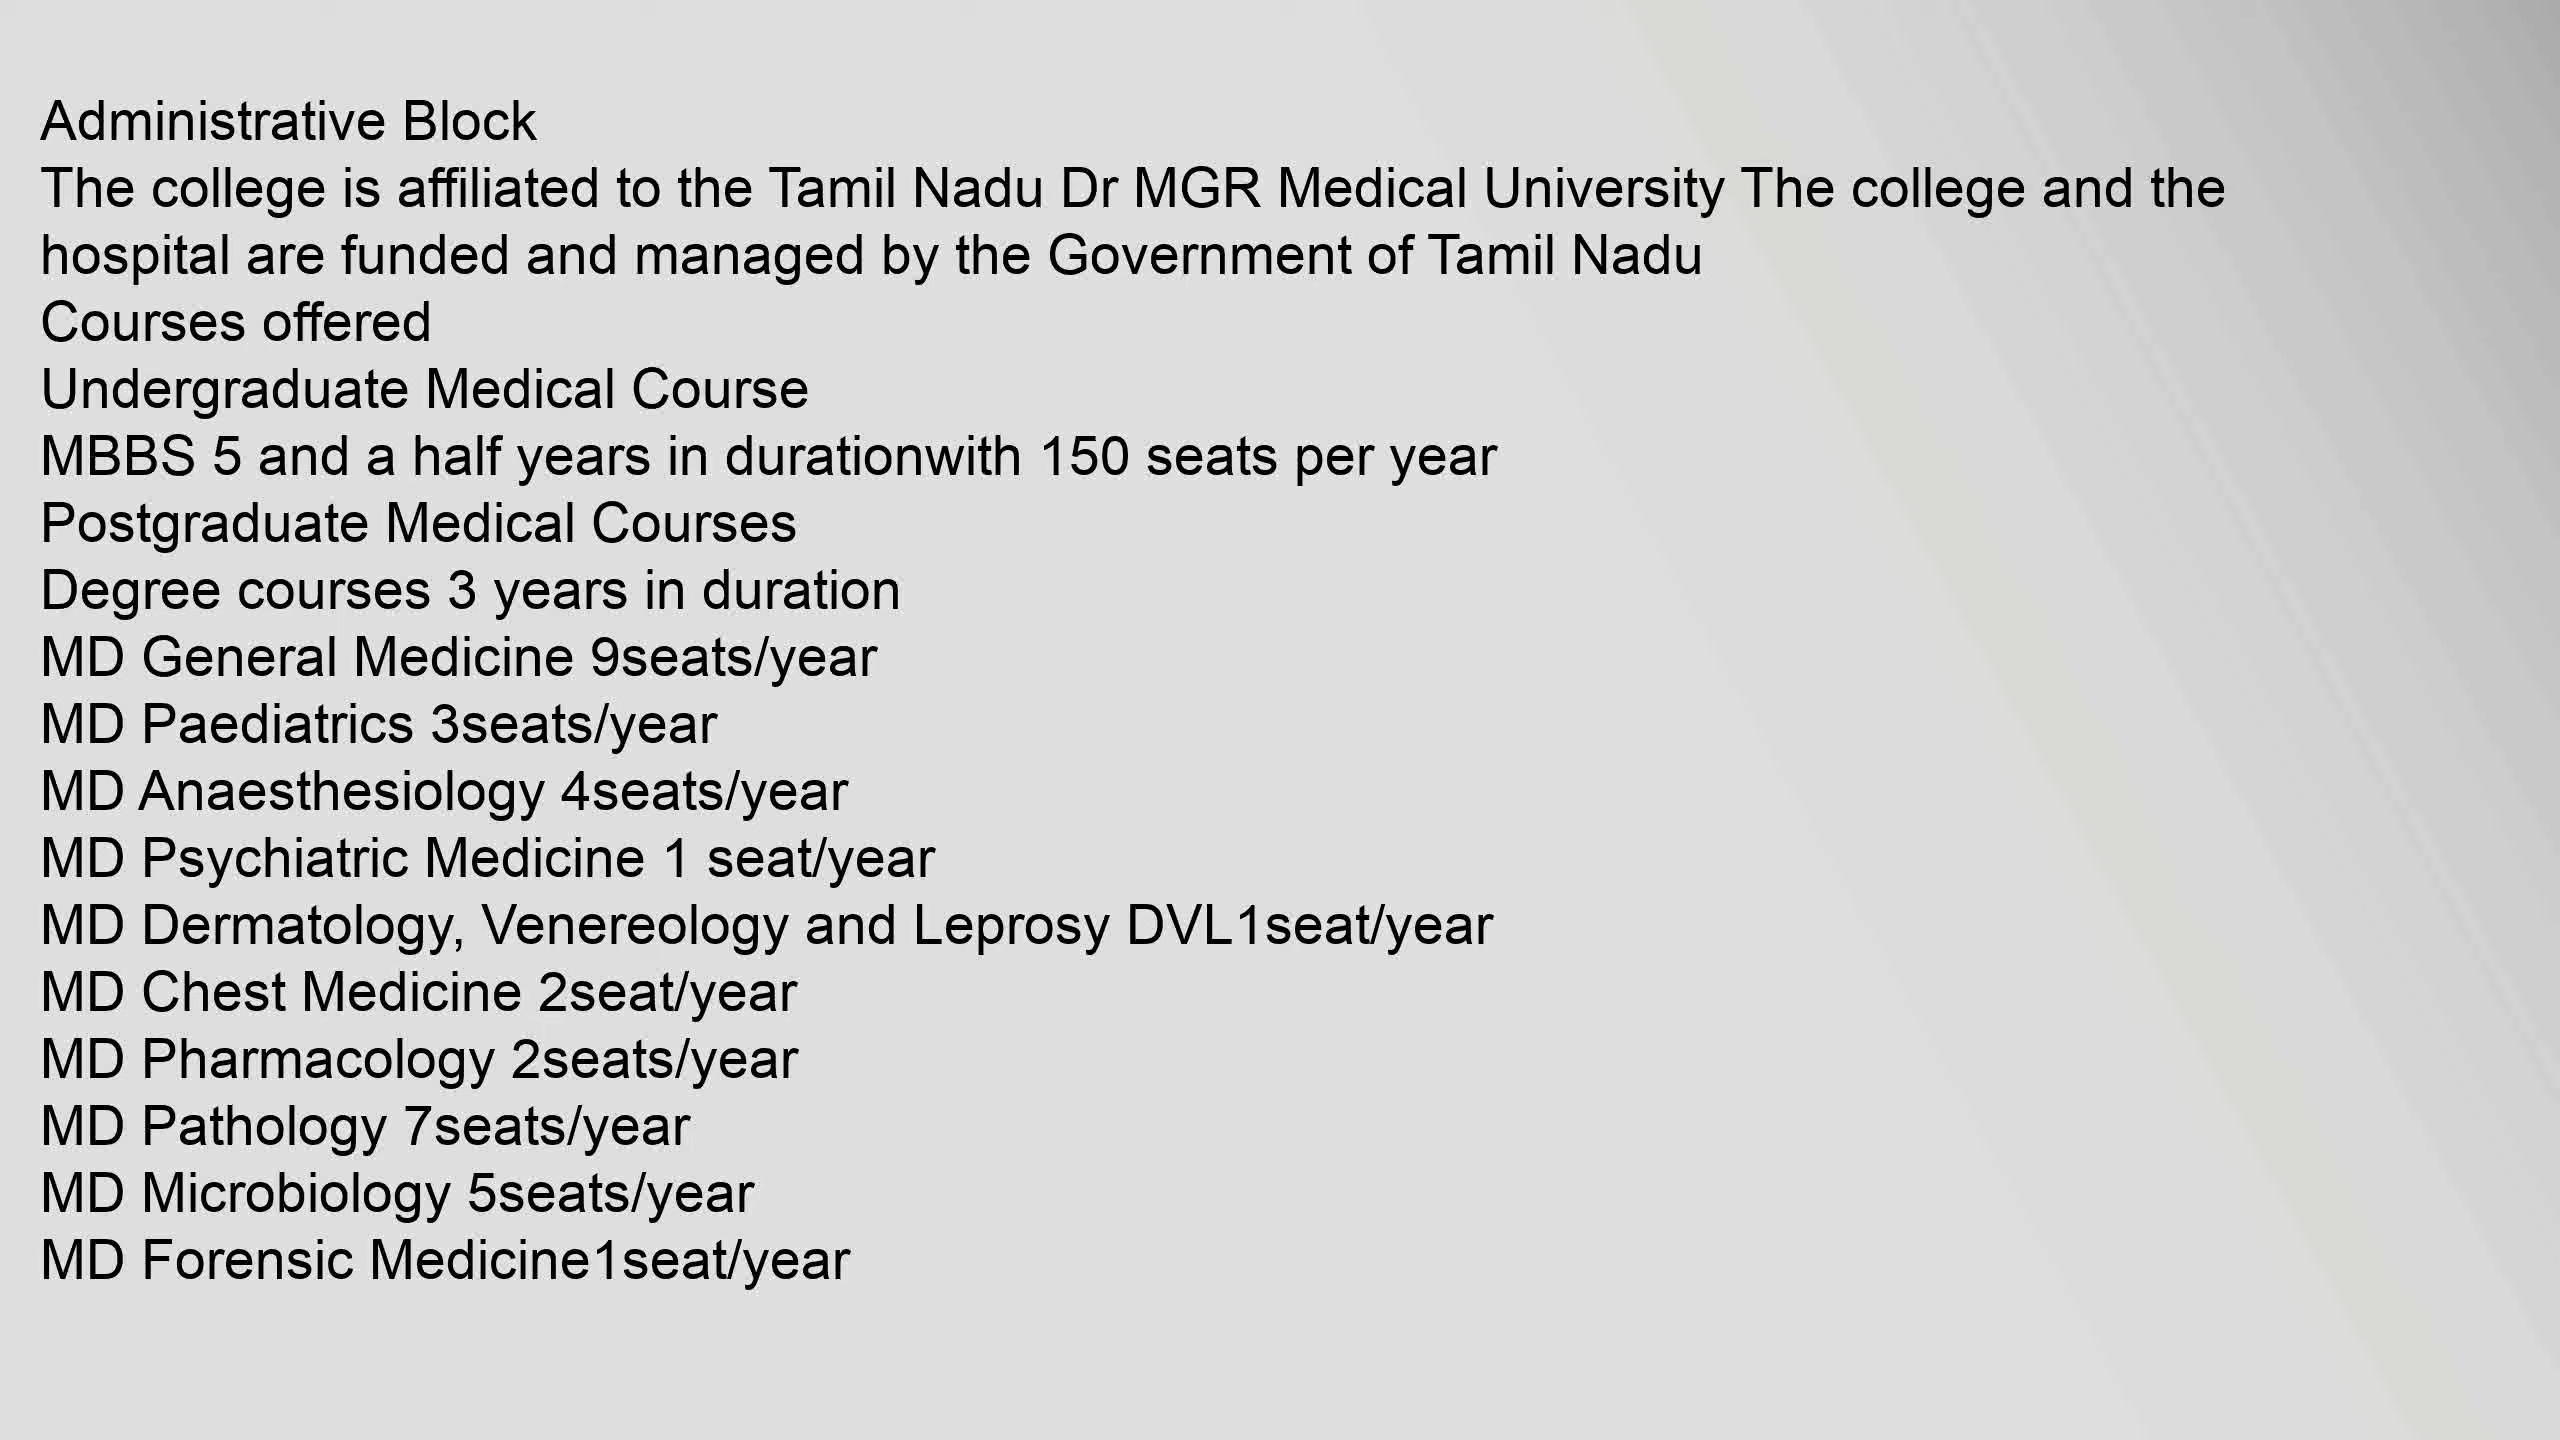 Administrative Block
The college is affiliated to the Tamil Nadu Dr MGR Medical University The college and the
hospital are funded and managed by the Government of Tamil Nadu
Courses offered
Undergraduate Medical Course
MBBS 5 and a half years in durationwith 150 seats per year
Postgraduate Medical Courses
Degree courses 3 years in duration
MD General Medicine 9seats/year
MD Paediatrics 3seats/year
MD Anaesthesiology 4seats/year
MD Psychiatric Medicine 1 seat/year
MD Dermatology, Venereology and Leprosy DVL1seat/year
MD Chest Medicine 2seat/year
MD Pharmacology 2seats/year
MD Pathology 7seats/year
MD Microbiology 5seats/year
MD Forensic Medicine1seat/year